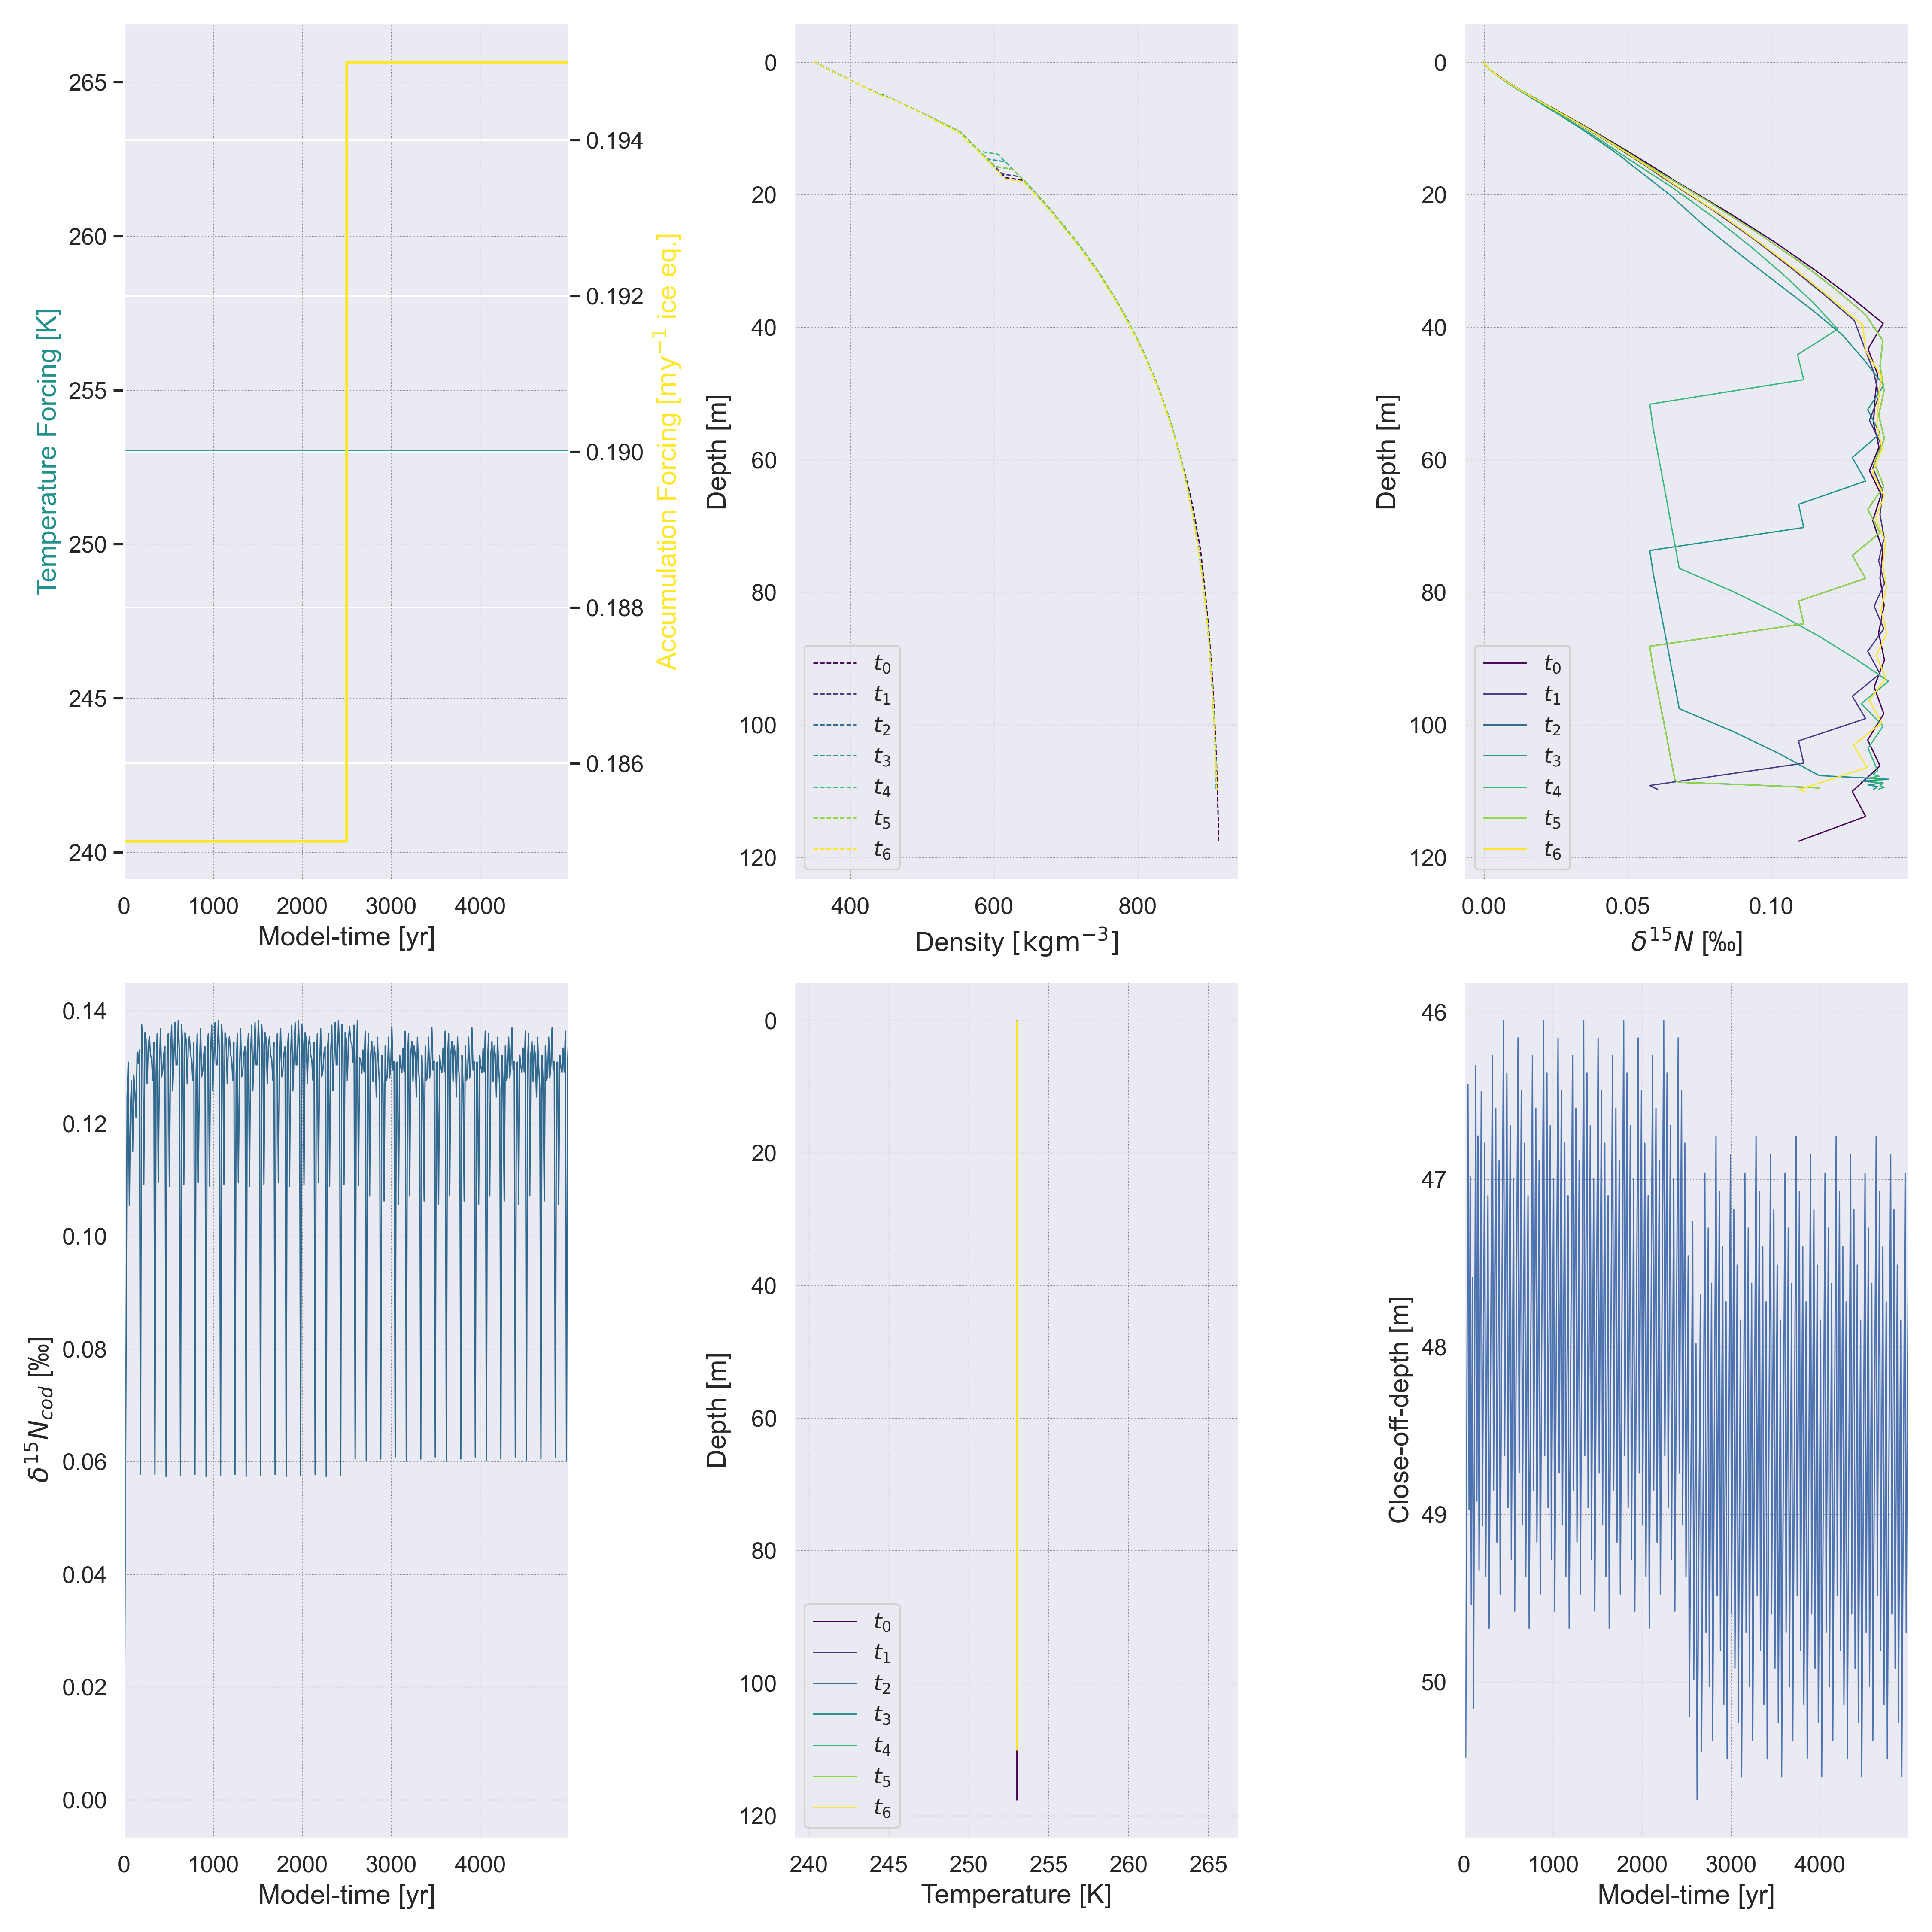 265
260
255
250
245
240
Temperature Forcing [K]
0.194
0.192
0.190
0.188
0.186
Accumulation Forcing [my⁻¹ ice eq.]
0 1000 2000 3000 4000
Model-time [yr]
0
20
40
60
80
100
120
Depth [m]
t₀
t₁
t₂
t₃
t₄
t₅
t₆
400 600 800
Density [kgm⁻³]
0
20
40
60
80
100
120
Depth [m]
t₀
t₁
t₂
t₃
t₄
t₅
t₆
0.00 0.05 0.10
δ¹⁵N [‰]
0.14
0.12
0.10
0.08
0.06
0.04
0.02
0.00
δ¹⁵N_cod [‰]
0 1000 2000 3000 4000
Model-time [yr]
0
20
40
60
80
100
120
Depth [m]
t₀
t₁
t₂
t₃
t₄
t₅
t₆
240 245 250 255 260 265
Temperature [K]
46
47
48
49
50
Close-off-depth [m]
0 1000 2000 3000 4000
Model-time [yr]